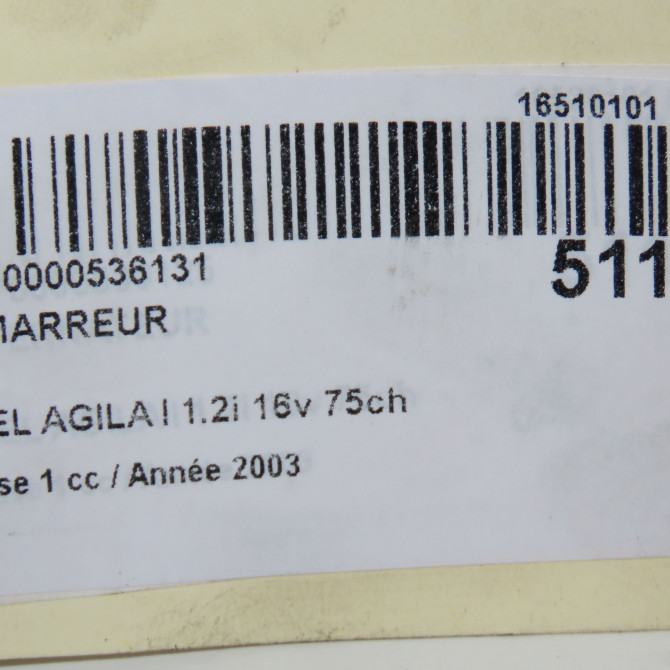 16510101
0000536131
511
MARREUR
EL AGILA I 1.2i 16v 75ch
se 1 cc / Année 2003